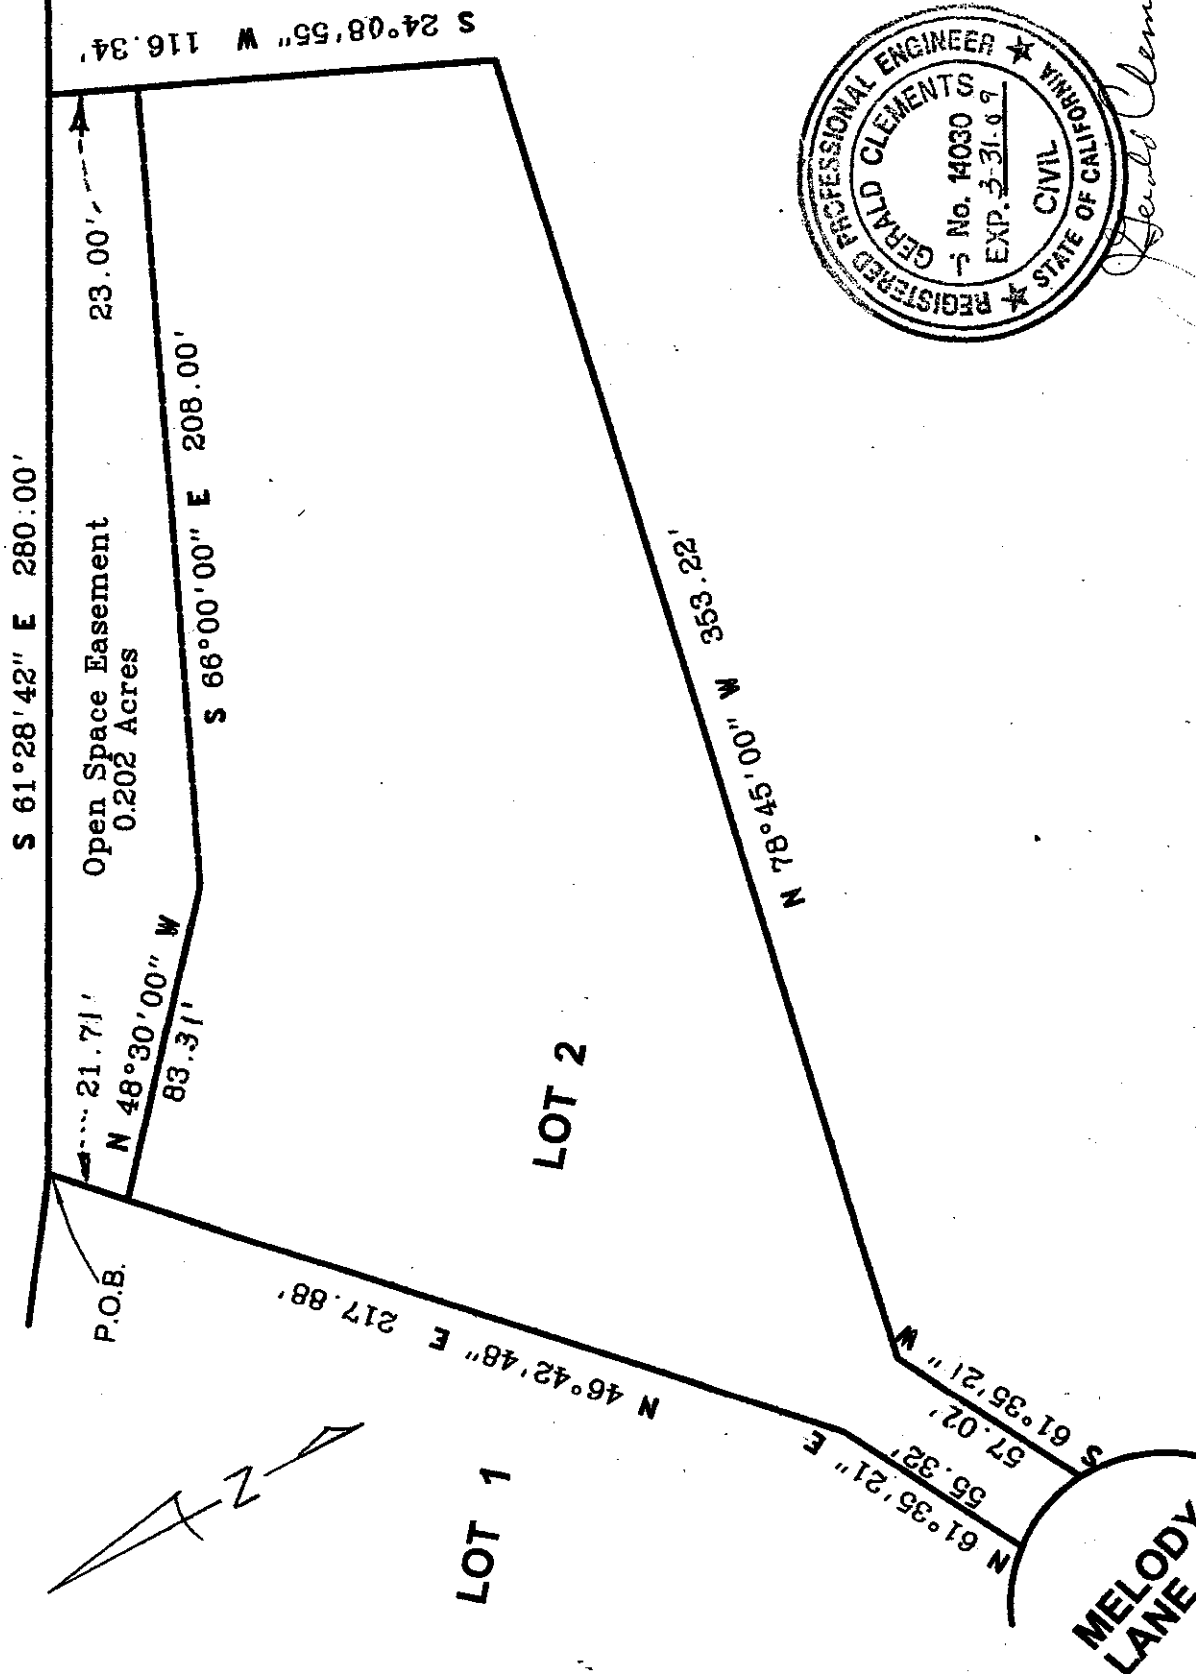 S 61°28'42" E 280.00'
S 24°08'55" W 116.34'
23.00'
Open Space Easement
0.202 Acres
S 66°00'00" E 208.00'
21.71'
N 48°30'00" W
83.31'
P.O.B.
N 46°42'48" E 217.88'
N 78°45'00" W 353.22'
LOT 2
LOT 1
N
N 61°35'21" E
55.32'
57.02'
S 61°35'21" W
MELODY
LANE
REGISTERED PROFESSIONAL ENGINEER
GERALD CLEMENTS
No. 14030
EXP. 3-31-09
CIVIL
STATE OF CALIFORNIA
Gerald Clem